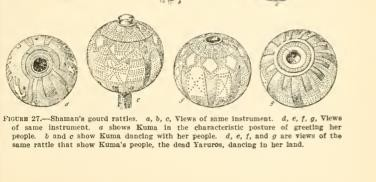 a c f g
FIGURE 27.—Shaman's gourd rattles. a, b, c, Views of same instrument. d, e, f, g, Views
of same instrument. a shows Kuma in the characteristic posture of greeting her
people. b and c show Kuma dancing with her people. d, e, f, and g are views of the
same rattle that show Kuma's people, the dead Yaruros, dancing in her land.